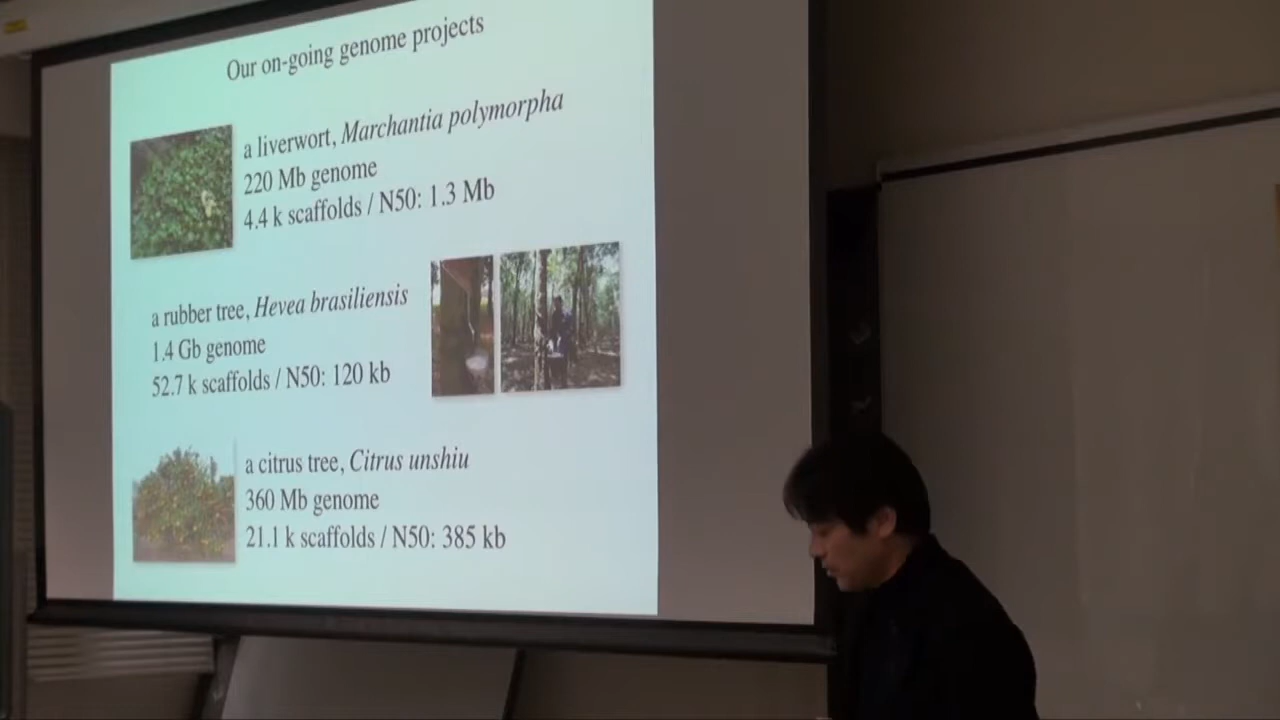 Our on-going genome projects
a liverwort, Marchantia polymorpha
220 Mb genome
4.4 k scaffolds / N50: 1.3 Mb
a rubber tree, Hevea brasiliensis
1.4 Gb genome
52.7 k scaffolds / N50: 120 kb
a citrus tree, Citrus unshiu
360 Mb genome
21.1 k scaffolds / N50: 385 kb